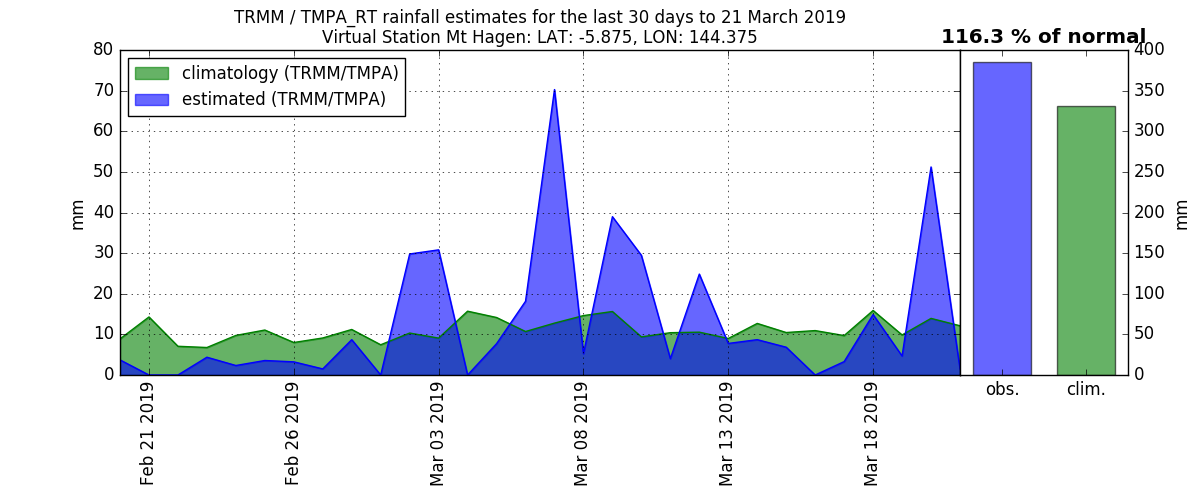 TRMM / TMPA_RT rainfall estimates for the last 30 days to 21 March 2019
Virtual Station Mt Hagen: LAT: -5.875, LON: 144.375
116.3 % of normal
climatology (TRMM/TMPA)
estimated (TRMM/TMPA)
80
70
60
50
40
30
20
10
0
mm
400
350
300
250
200
150
100
50
0
mm
Feb 21 2019
Feb 26 2019
Mar 03 2019
Mar 08 2019
Mar 13 2019
Mar 18 2019
obs.
clim.